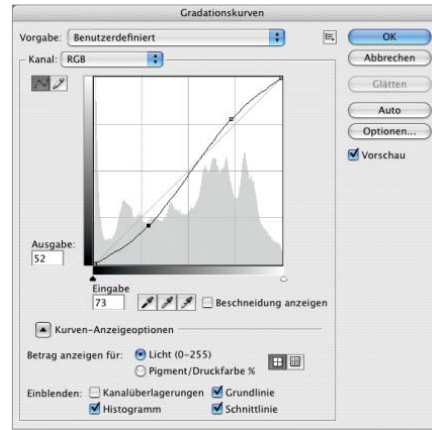 Gradationskurven
Vorgabe: Benutzerdefiniert
OK
Kanal: RGB
Abbrechen
Glätten
Auto
Optionen...
Vorschau
Ausgabe:
52
Eingabe
73
Beschneidung anzeigen
Kurven-Anzeigeoptionen
Betrag anzeigen für: Licht (0-255)
Pigment/Druckfarbe %
Einblenden: Kanalüberlagerungen Grundlinie
Histogramm Schnittlinie